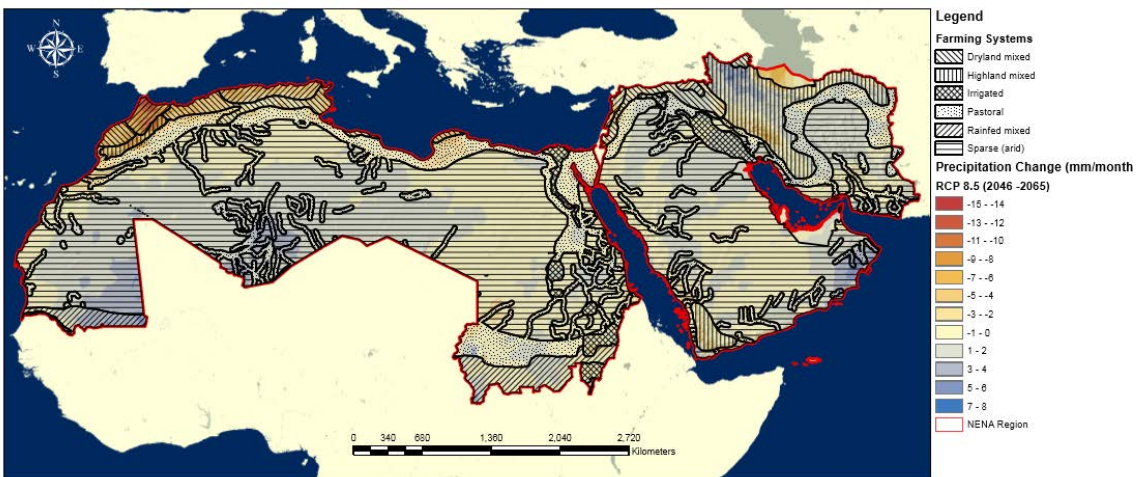 N
W
E
S
0
340
680
1,360
2,040
2,720
Kilometers
Legend
Farming Systems
Dryland mixed
Highland mixed
Irrigated
Pastoral
Rainfed mixed
Sparse (arid)
Precipitation Change (mm/month
RCP 8.5 (2046 -2065)
-15 - -14
-13 - -12
-11 - -10
-9 - -8
-7 - -6
-5 - -4
-3 - -2
-1 - 0
1 - 2
3 - 4
5 - 6
7 - 8
NENA Region